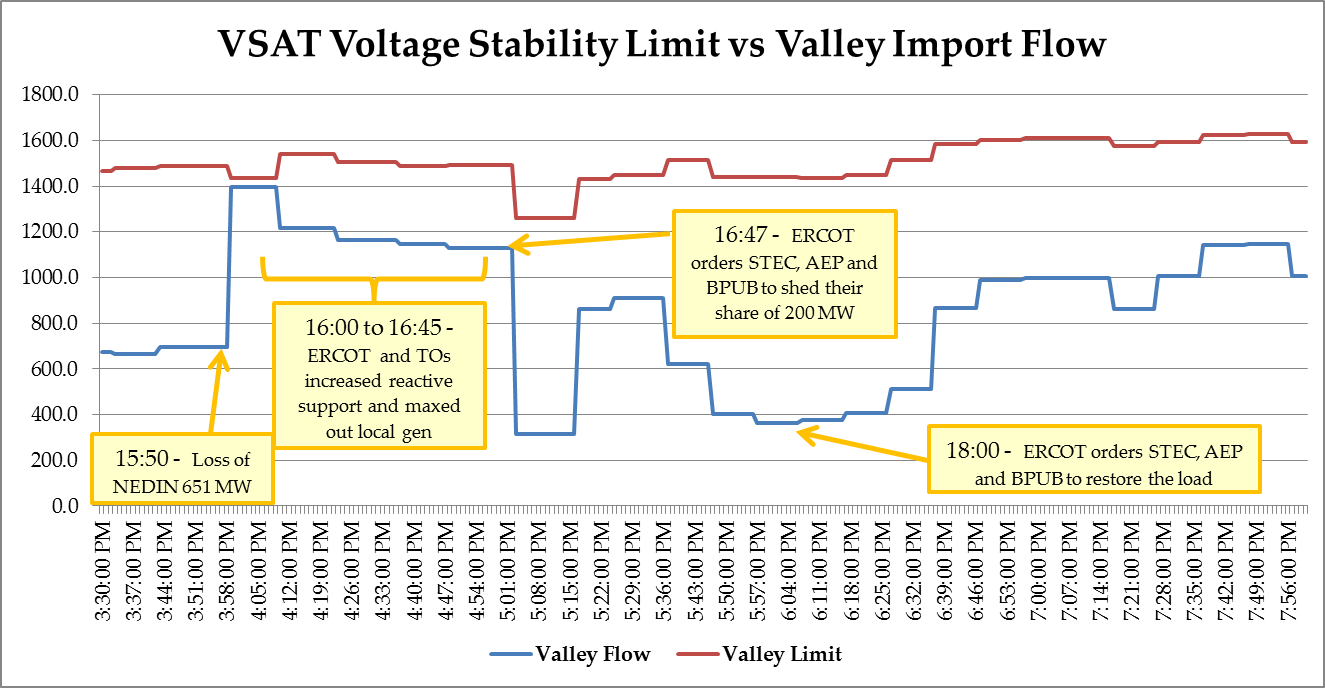 VSAT Voltage Stability Limit vs Valley Import Flow
1800.0
1600.0
1400.0
1200.0
1000.0
800.0
600.0
400.0
200.0
0.0
16:47 - ERCOT
orders STEC, AEP and
BPUB to shed their
share of 200 MW
16:00 to 16:45 -
ERCOT and TOs
increased reactive
support and maxed
out local gen
15:50 - Loss of
NEDIN 651 MW
18:00 - ERCOT orders STEC, AEP
and BPUB to restore the load
3:30:00 PM
3:37:00 PM
3:44:00 PM
3:51:00 PM
3:58:00 PM
4:05:00 PM
4:12:00 PM
4:19:00 PM
4:26:00 PM
4:33:00 PM
4:40:00 PM
4:47:00 PM
4:54:00 PM
5:01:00 PM
5:08:00 PM
5:15:00 PM
5:22:00 PM
5:29:00 PM
5:36:00 PM
5:43:00 PM
5:50:00 PM
5:57:00 PM
6:04:00 PM
6:11:00 PM
6:18:00 PM
6:25:00 PM
6:32:00 PM
6:39:00 PM
6:46:00 PM
6:53:00 PM
7:00:00 PM
7:07:00 PM
7:14:00 PM
7:21:00 PM
7:28:00 PM
7:35:00 PM
7:42:00 PM
7:49:00 PM
7:56:00 PM
Valley Flow
Valley Limit